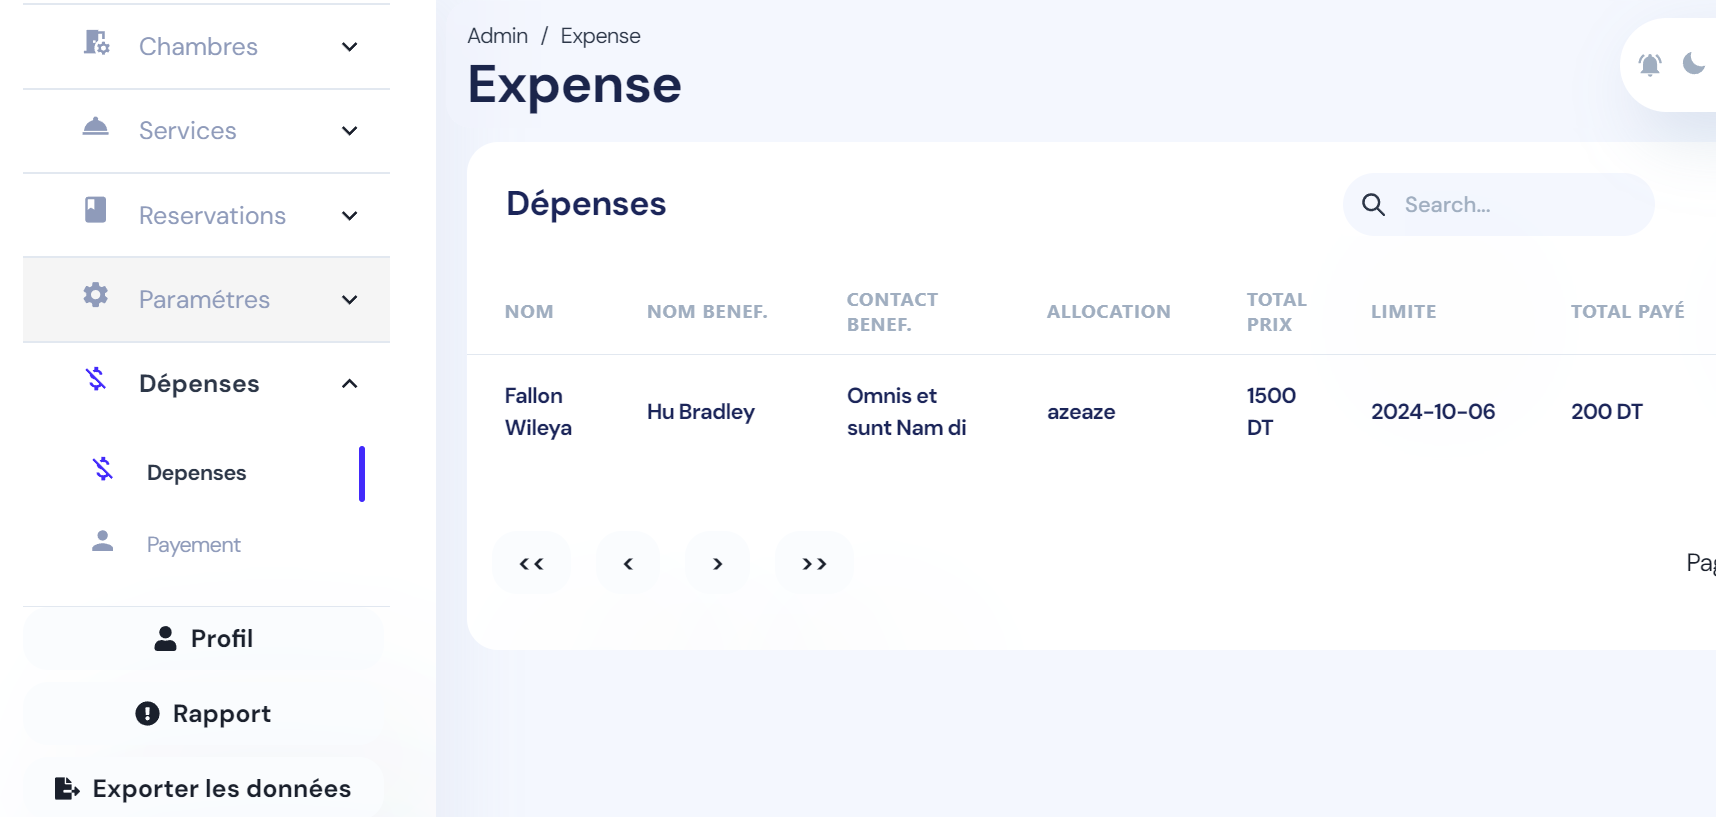 Chambres
Services
Reservations
Paramétres
Dépenses
Depenses
Payement
Profil
Rapport
Exporter les données
Admin / Expense
Expense
Dépenses
Search...
NOM NOM BENEF. CONTACT BENEF. ALLOCATION TOTAL PRIX LIMITE TOTAL PAYÉ
Fallon Wileya Hu Bradley Omnis et sunt Nam di azeaze 1500 DT 2024-10-06 200 DT
<< < > >>